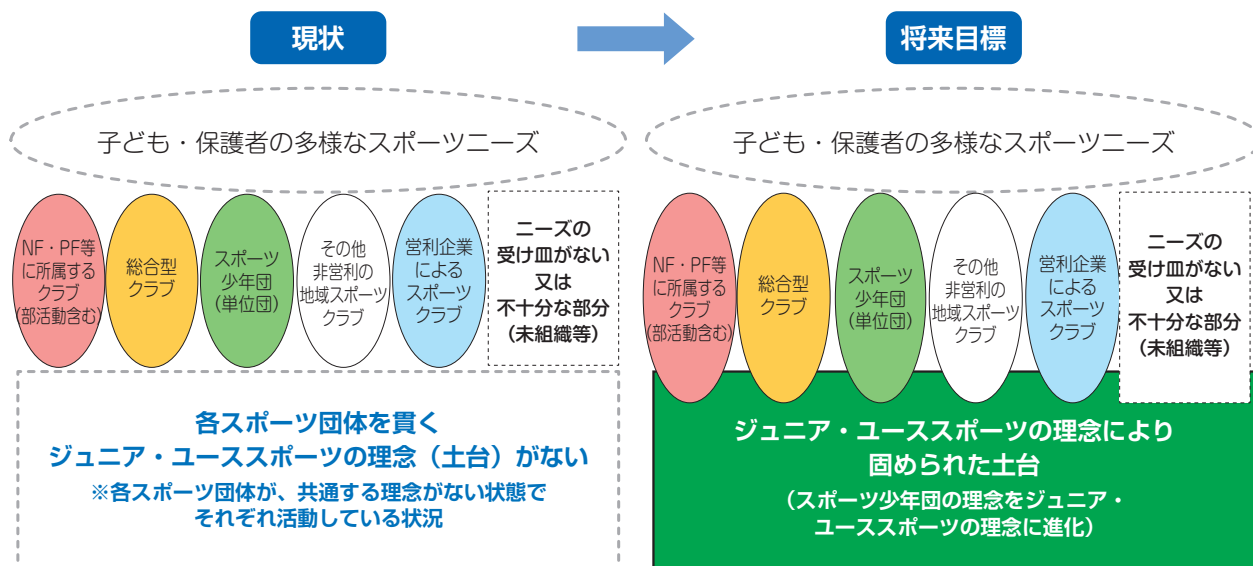 現状
将来目標
子ども・保護者の多様なスポーツニーズ
NF・PF等
に所属する
クラブ
(部活動含む)
総合型
クラブ
スポーツ
少年団
(単位団)
その他
非営利の
地域スポーツ
クラブ
営利企業
による
スポーツ
クラブ
ニーズの
受け皿がない
又は
不十分な部分
(未組織等)
各スポーツ団体を貫く
ジュニア・ユーススポーツの理念(土台)がない
※各スポーツ団体が、共通する理念がない状態で
それぞれ活動している状況
子ども・保護者の多様なスポーツニーズ
NF・PF等
に所属する
クラブ
(部活動含む)
総合型
クラブ
スポーツ
少年団
(単位団)
その他
非営利の
地域スポーツ
クラブ
営利企業
による
スポーツ
クラブ
ニーズの
受け皿がない
又は
不十分な部分
(未組織等)
ジュニア・ユーススポーツの理念により
固められた土台
(スポーツ少年団の理念をジュニア・
ユーススポーツの理念に進化)